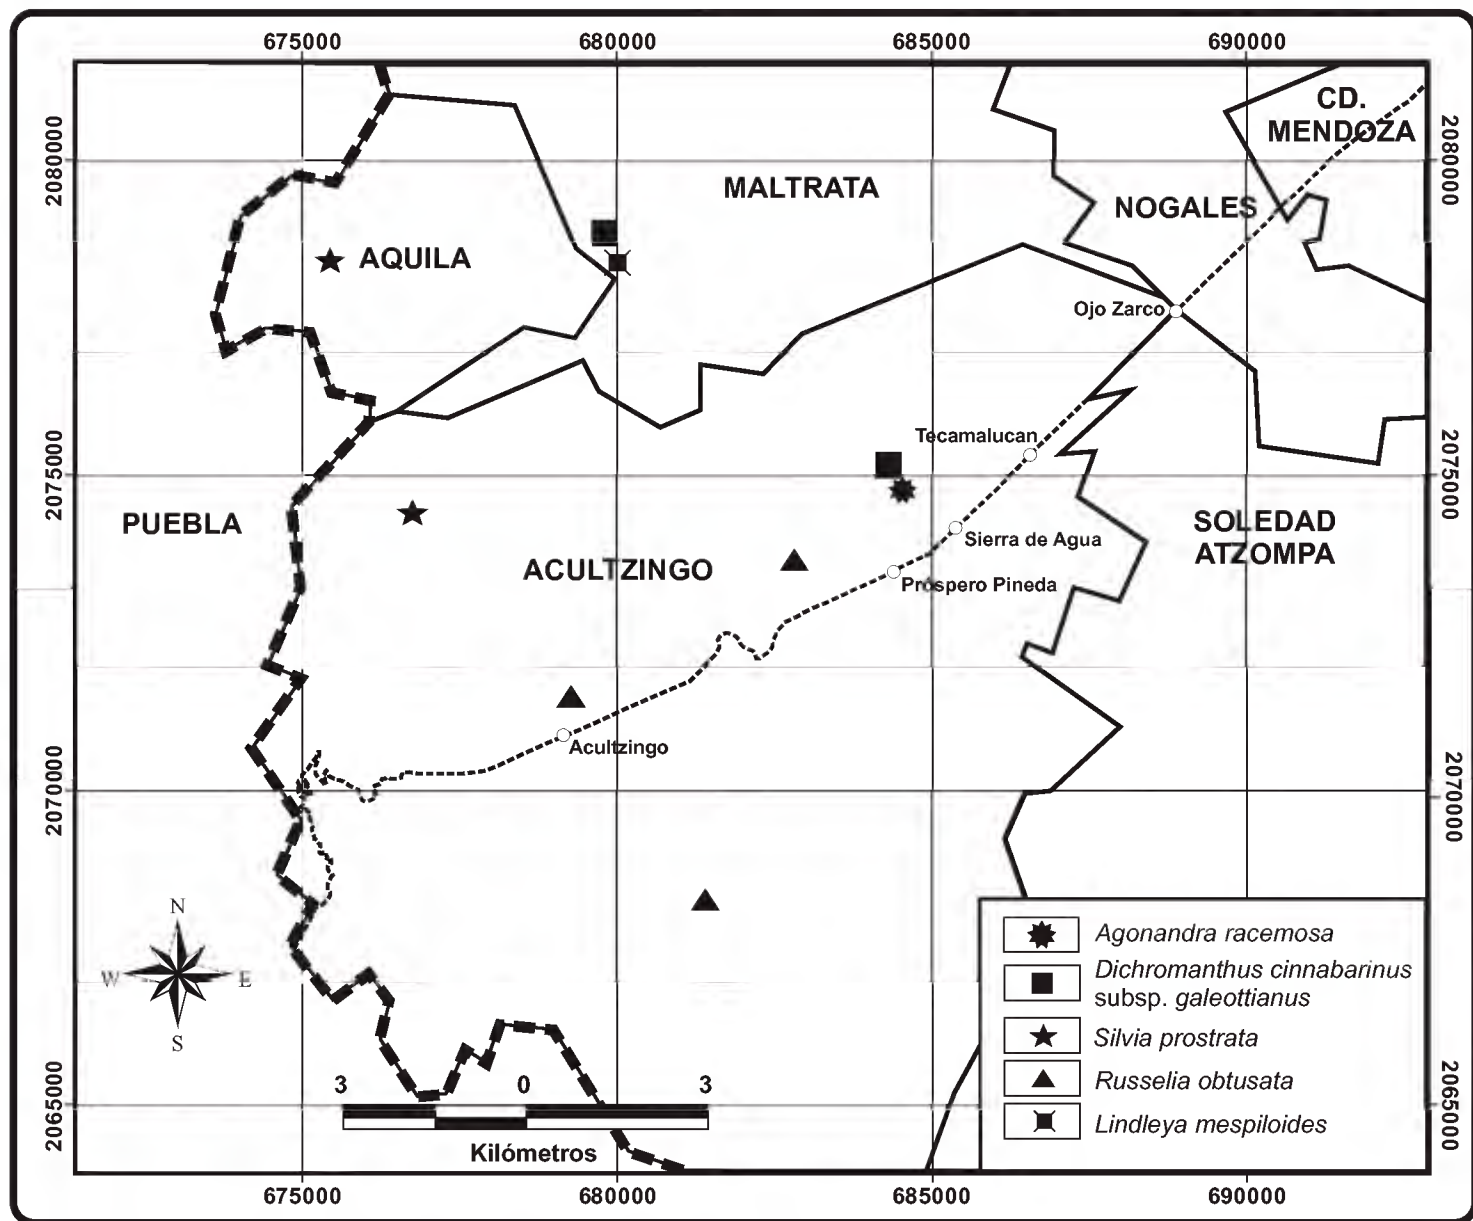 675000 680000 685000 690000
CD.
MENDOZA
2080000 2080000
MALTRATA
NOGALES
AQUILA
Ojo Zarco
Tecamalucan
2075000 2075000
PUEBLA
SOLEDAD
ATZOMPA
Sierra de Agua
ACULTZINGO
Próspero Pineda
Acultzingo
2070000 2070000
N
W E
S
Agonandra racemosa
Dichromanthus cinnabarinus
subsp. galeottianus
Silvia prostrata
Russelia obtusata
Lindleya mespiloides
3 0 3
2065000 2065000
Kilómetros
675000 680000 685000 690000